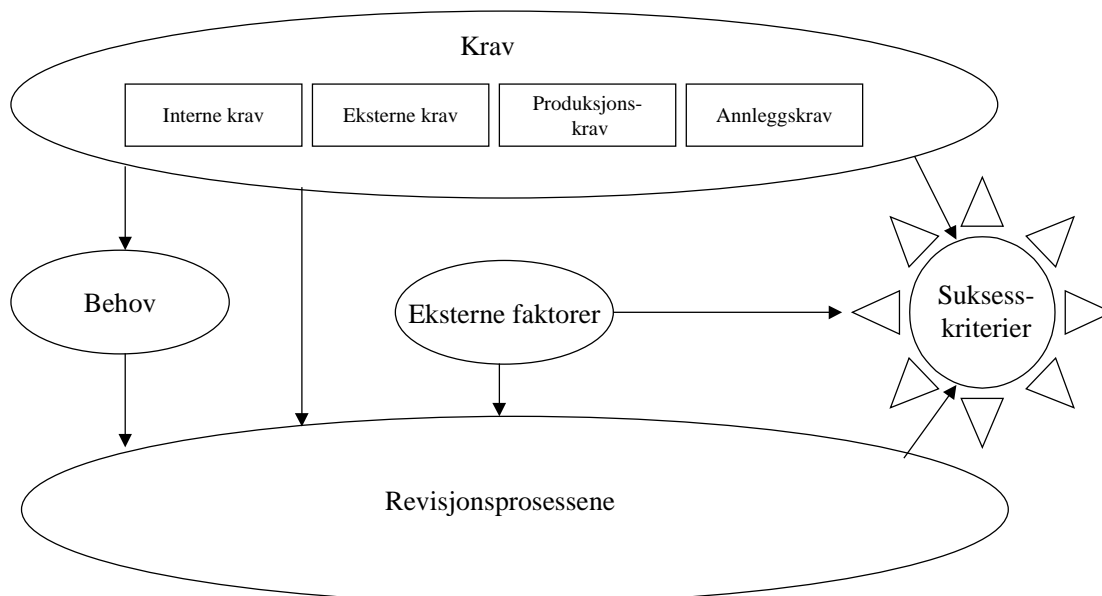 Krav
Interne krav
Eksterne krav
Produksjons-
krav
Annleggskrav
Behov
Eksterne faktorer
Suksess-
kriterier
Revisjonsprosessene